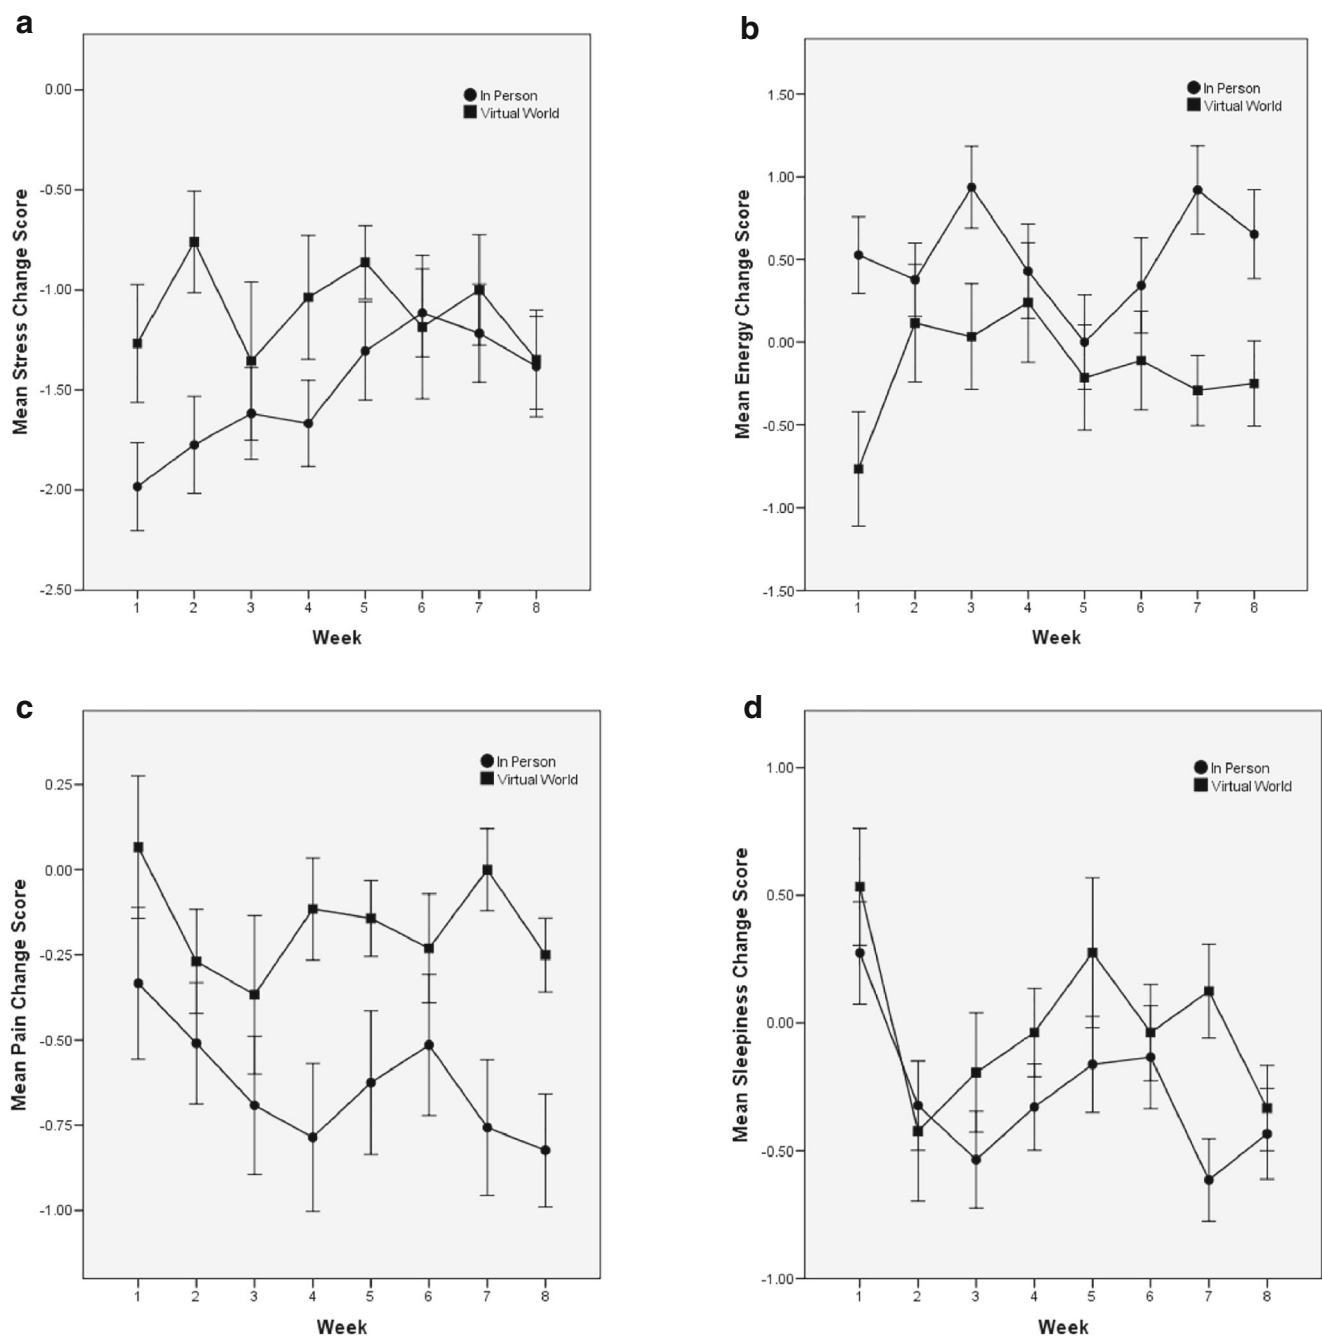 a
Mean Stress Change Score
0.00
-0.50
-1.00
-1.50
-2.00
-2.50
In Person
Virtual World
1 2 3 4 5 6 7 8
Week
b
Mean Energy Change Score
1.50
1.00
0.50
0.00
-0.50
-1.00
-1.50
In Person
Virtual World
1 2 3 4 5 6 7 8
Week
c
Mean Pain Change Score
0.25
0.00
-0.25
-0.50
-0.75
-1.00
In Person
Virtual World
1 2 3 4 5 6 7 8
Week
d
Mean Sleepiness Change Score
1.00
0.50
0.00
-0.50
-1.00
In Person
Virtual World
1 2 3 4 5 6 7 8
Week